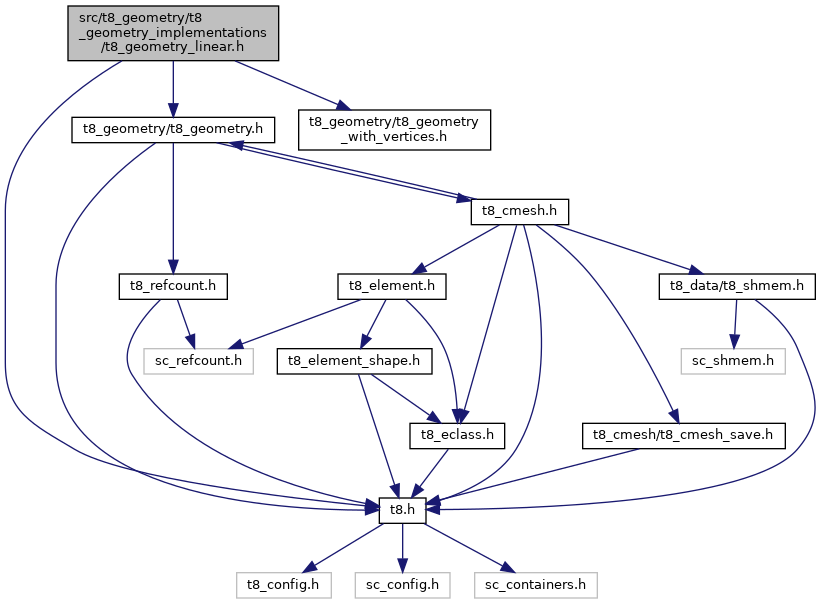 src/t8_geometry/t8
_geometry_implementations
/t8_geometry_linear.h
t8_geometry/t8_geometry.h
t8_geometry/t8_geometry
_with_vertices.h
t8_cmesh.h
t8_refcount.h
t8_element.h
t8_data/t8_shmem.h
sc_refcount.h
t8_element_shape.h
sc_shmem.h
t8_eclass.h
t8_cmesh/t8_cmesh_save.h
t8.h
t8_config.h
sc_config.h
sc_containers.h